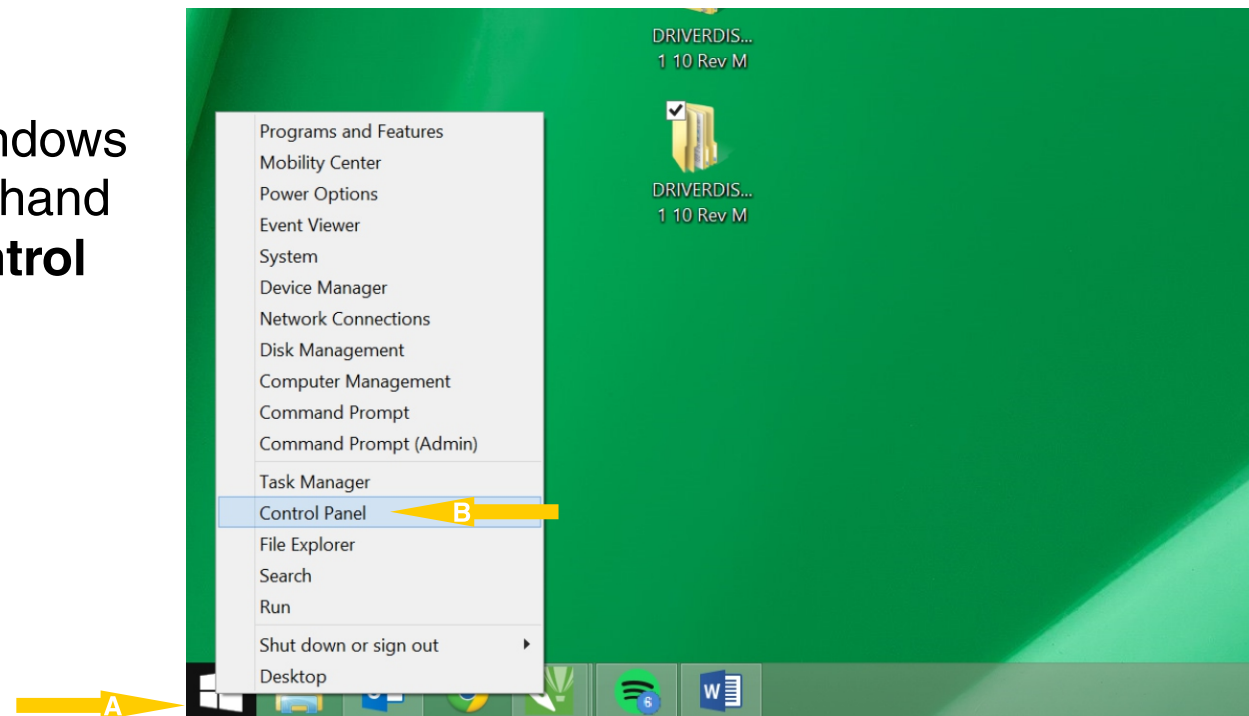 ndows
hand
ntrol
DRIVERDIS...
1 10 Rev M
DRIVERDIS...
1 10 Rev M
Programs and Features
Mobility Center
Power Options
Event Viewer
System
Device Manager
Network Connections
Disk Management
Computer Management
Command Prompt
Command Prompt (Admin)
Task Manager
Control Panel
B
File Explorer
Search
Run
Shut down or sign out
Desktop
A
6
W